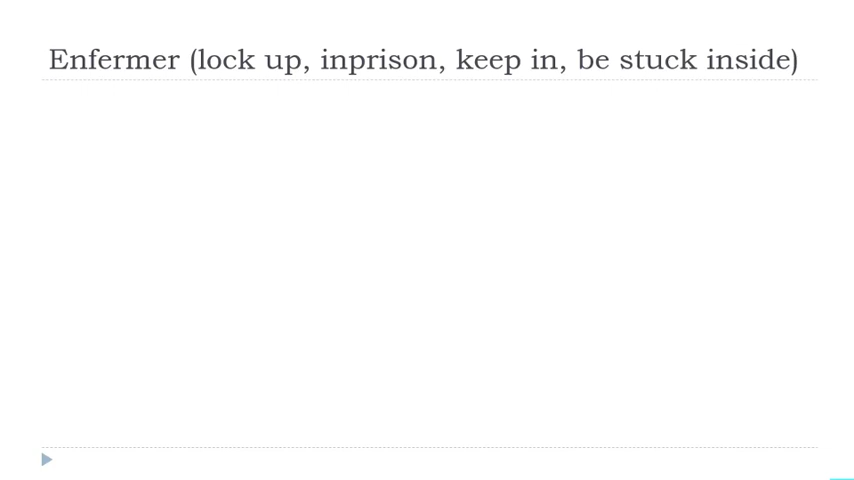 Enfermer (lock up, inprison, keep in, be stuck inside)